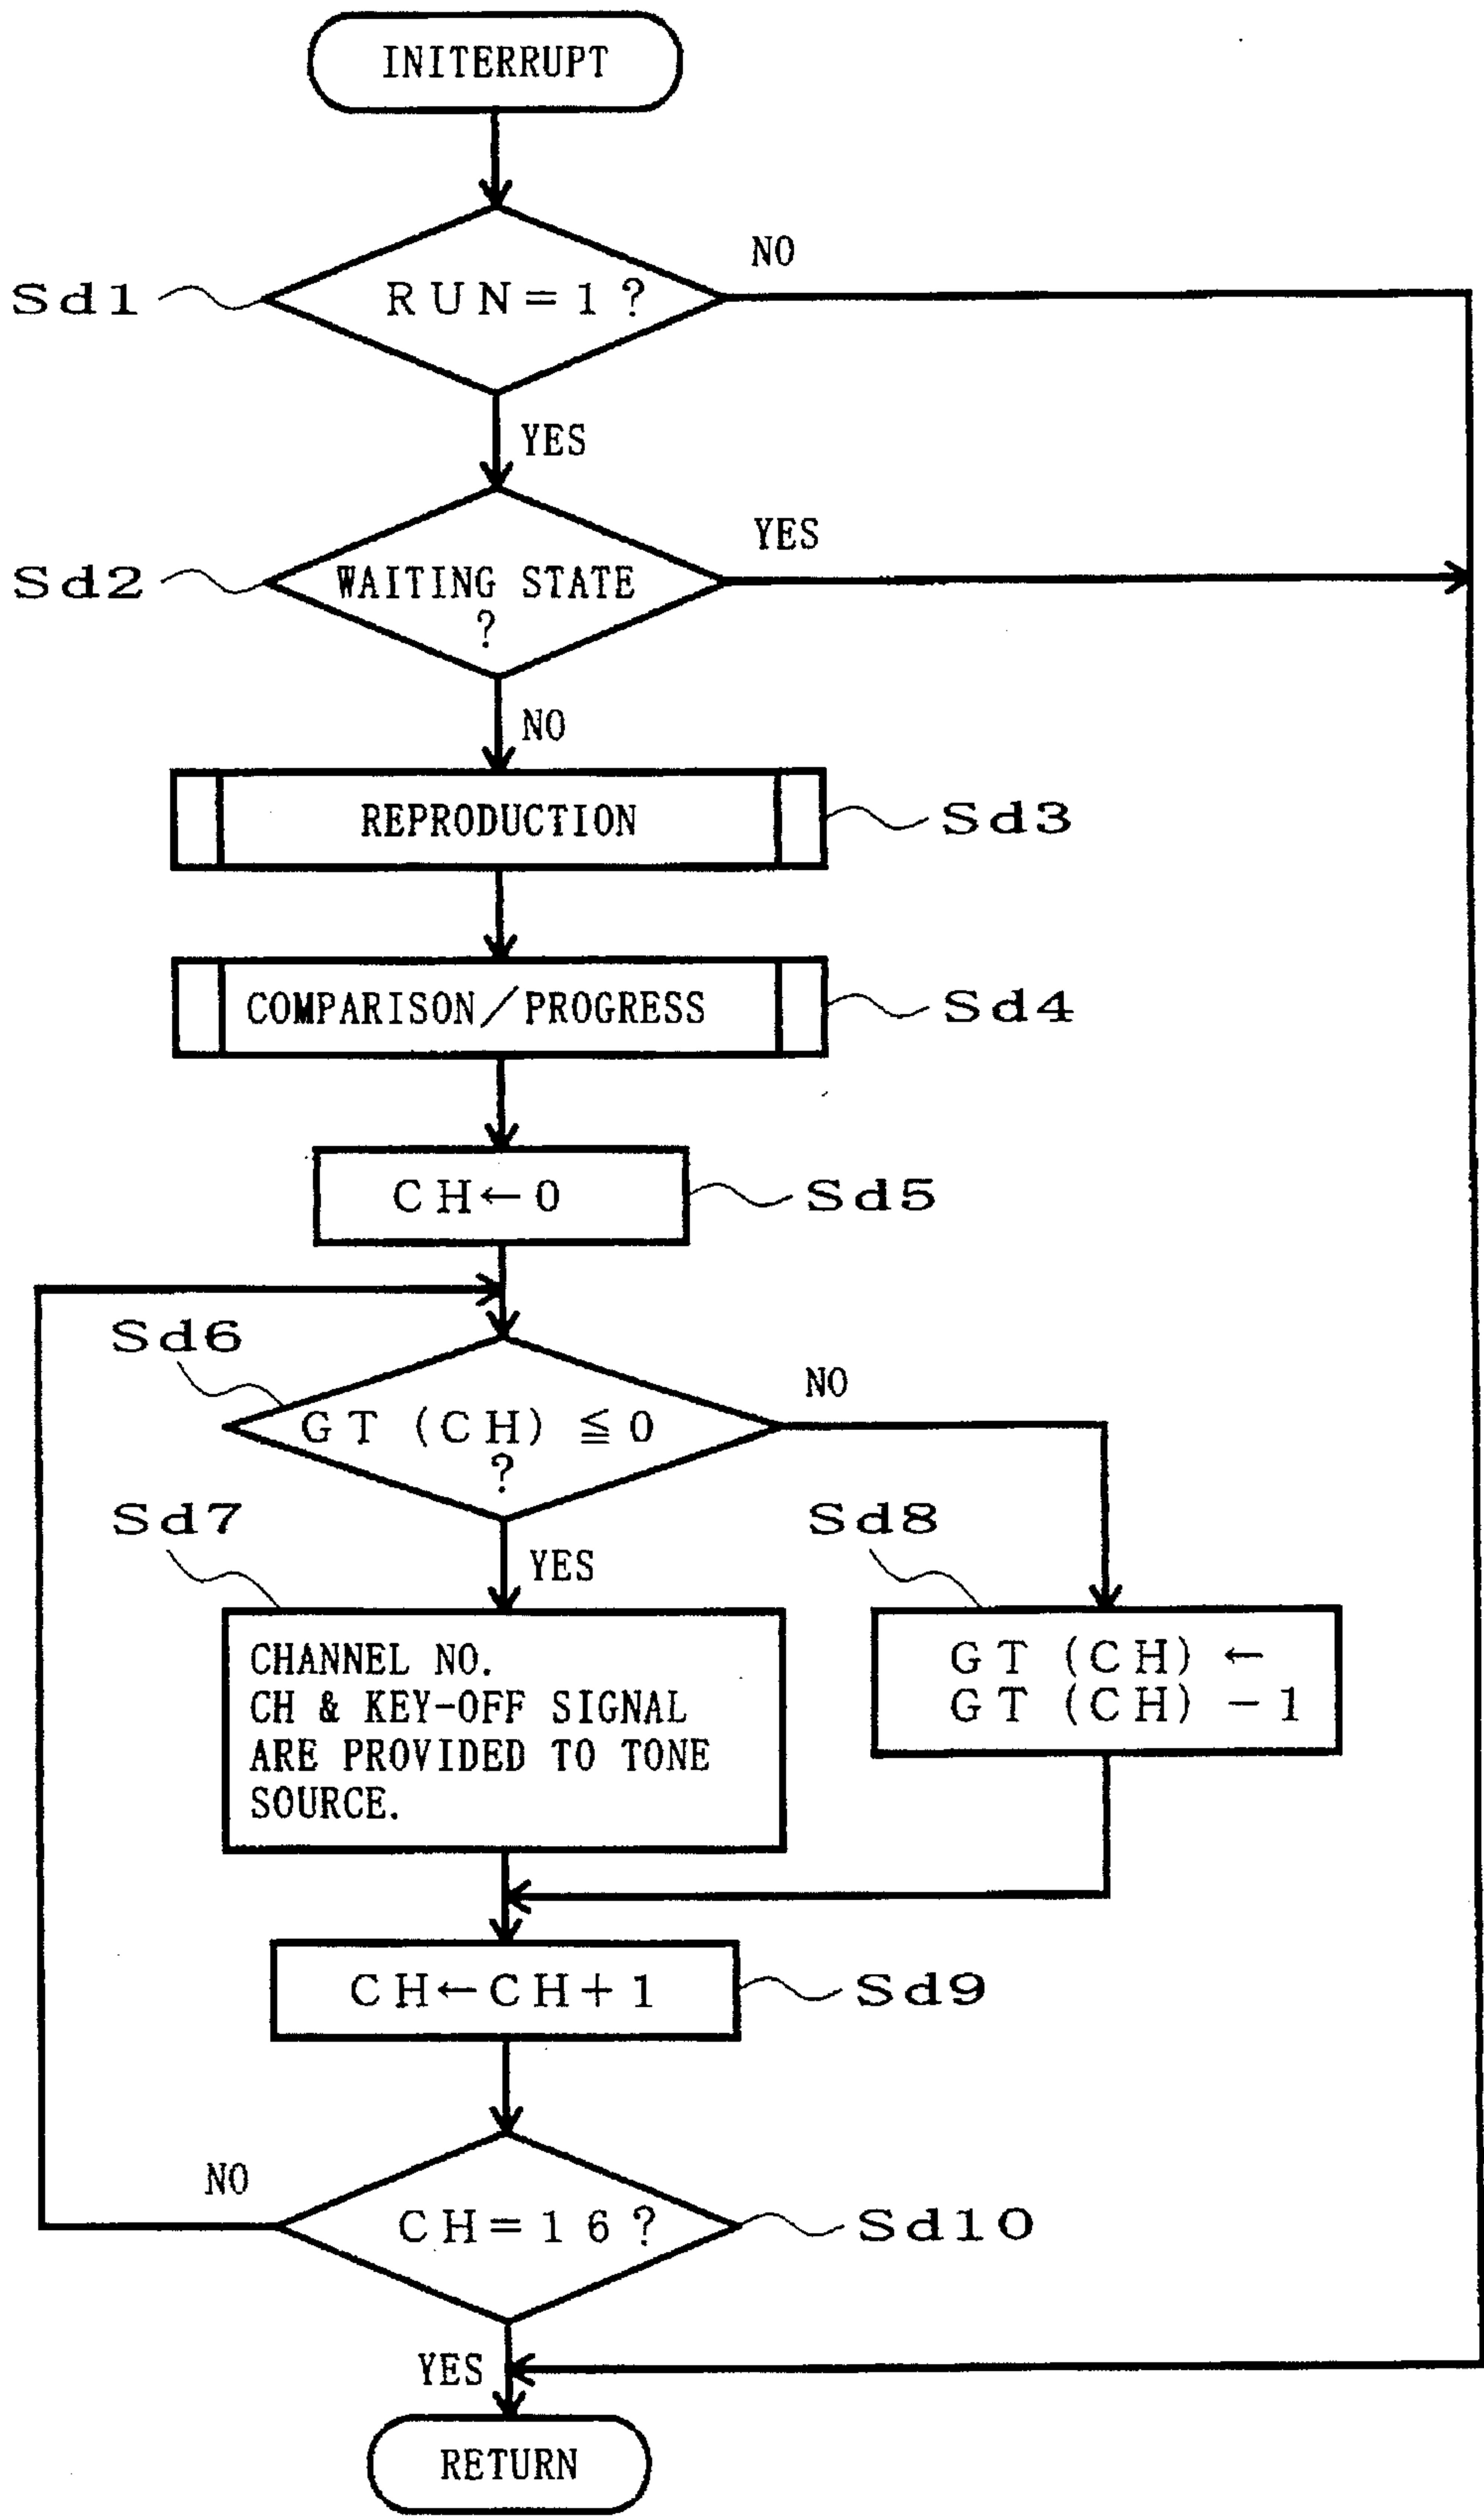 INITERRUPT
NO
Sd1
RUN=1?
YES
YES
Sd2
WAITING STATE
?
NO
REPRODUCTION
Sd3
COMPARISON/PROGRESS
Sd4
CH←0
Sd5
Sd6
NO
GT (CH) ≦0
?
Sd7
Sd8
YES
CHANNEL NO.
CH & KEY-OFF SIGNAL
ARE PROVIDED TO TONE
SOURCE.
GT (CH) ←
GT (CH) −1
CH←CH+1
Sd9
NO
CH=16?
Sd10
YES
RETURN